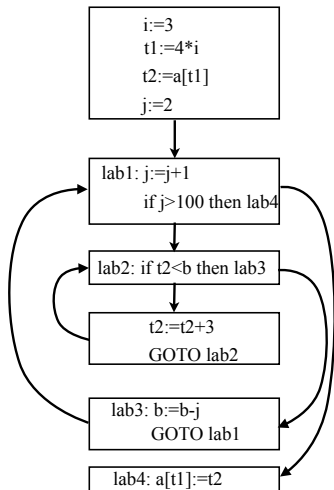 i:=3
t1:=4*i
t2:=a[t1]
j:=2
lab1: j:=j+1
if j>100 then lab4
lab2: if t2<b then lab3
t2:=t2+3
GOTO lab2
lab3: b:=b-j
GOTO lab1
lab4: a[t1]:=t2